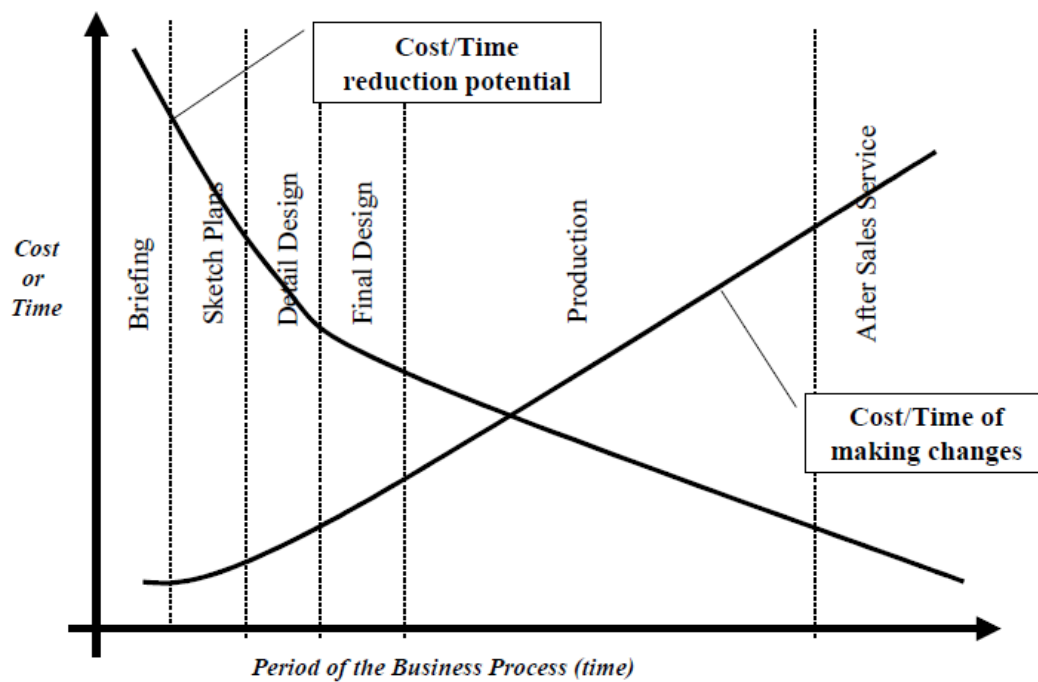 Cost/Time
reduction potential
Cost
or
Time
Briefing
Sketch Plans
Detail Design
Final Design
Production
After Sales Service
Cost/Time of
making changes
Period of the Business Process (time)